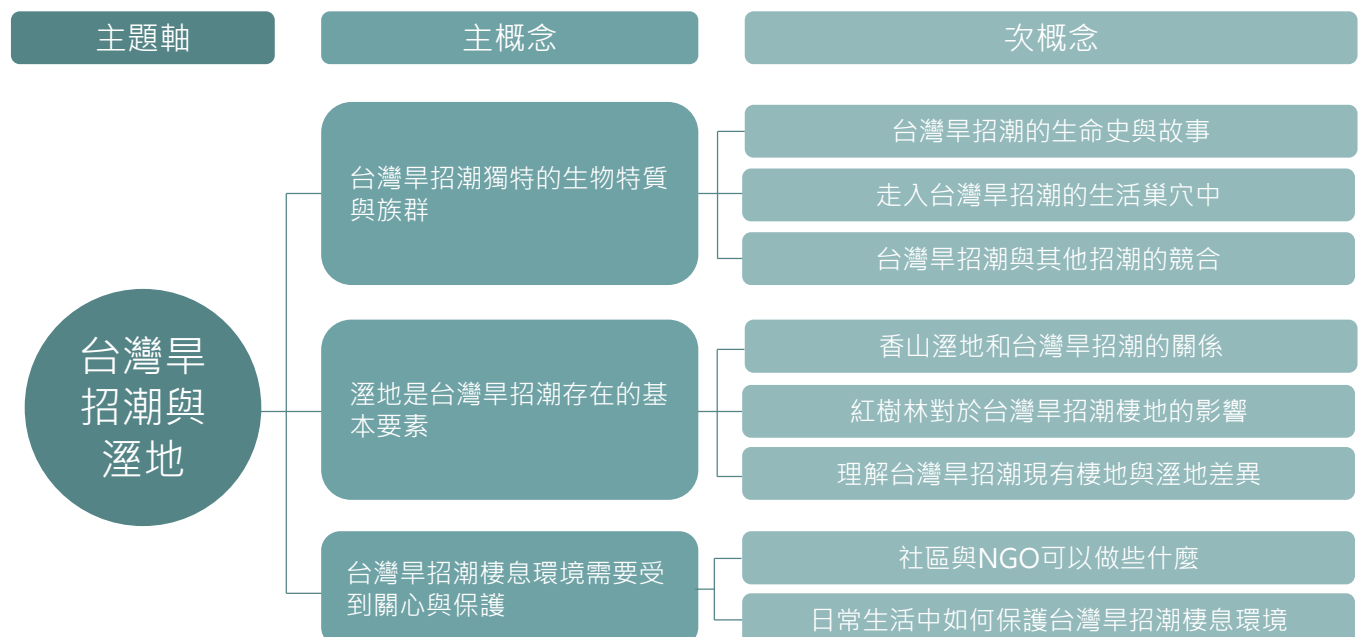 主題軸
主概念
次概念
台灣旱
招潮與
溼地
台灣旱招潮獨特的生物特質
與族群
台灣旱招潮的生命史與故事
走入台灣旱招潮的生活巢穴中
台灣旱招潮與其他招潮的競合
溼地是台灣旱招潮存在的基
本要素
香山溼地和台灣旱招潮的關係
紅樹林對於台灣旱招潮棲地的影響
理解台灣旱招潮現有棲地與溼地差異
台灣旱招潮棲息環境需要受
到關心與保護
社區與NGO可以做些什麼
日常生活中如何保護台灣旱招潮棲息環境